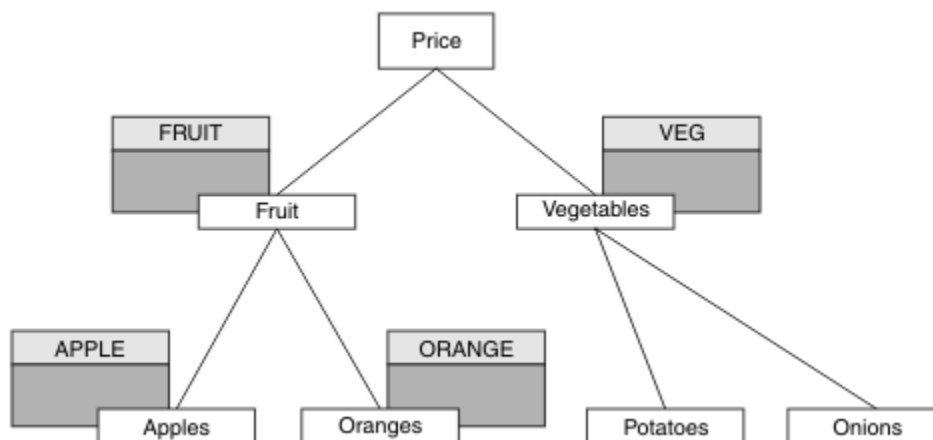 Price
FRUIT
VEG
Fruit
Vegetables
APPLE
ORANGE
Apples
Oranges
Potatoes
Onions